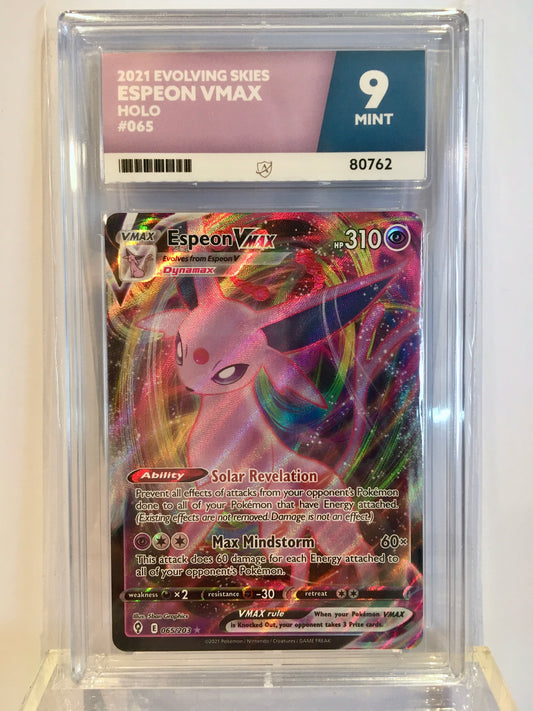 2021 EVOLVING SKIES
ESPEON VMAX
HOLO
#065
9
MINT
80762
VMAX
Espeon VMAX
HP 310
Evolves from Espeon V
Dynamax
Ability Solar Revelation
Prevent all effects of attacks from your opponent's Pokémon
done to all of your Pokémon that have Energy attached.
(Existing effects are not removed. Damage is not an effect.)
Max Mindstorm 60×
This attack does 60 damage for each Energy attached to
all of your opponent's Pokémon.
weakness ×2 resistance -30 retreat
Illus. 5ban Graphics
VMAX rule
When your Pokémon VMAX
is Knocked Out, your opponent takes 3 Prize cards.
E 065/203
©2021 Pokémon / Nintendo / Creatures / GAME FREAK